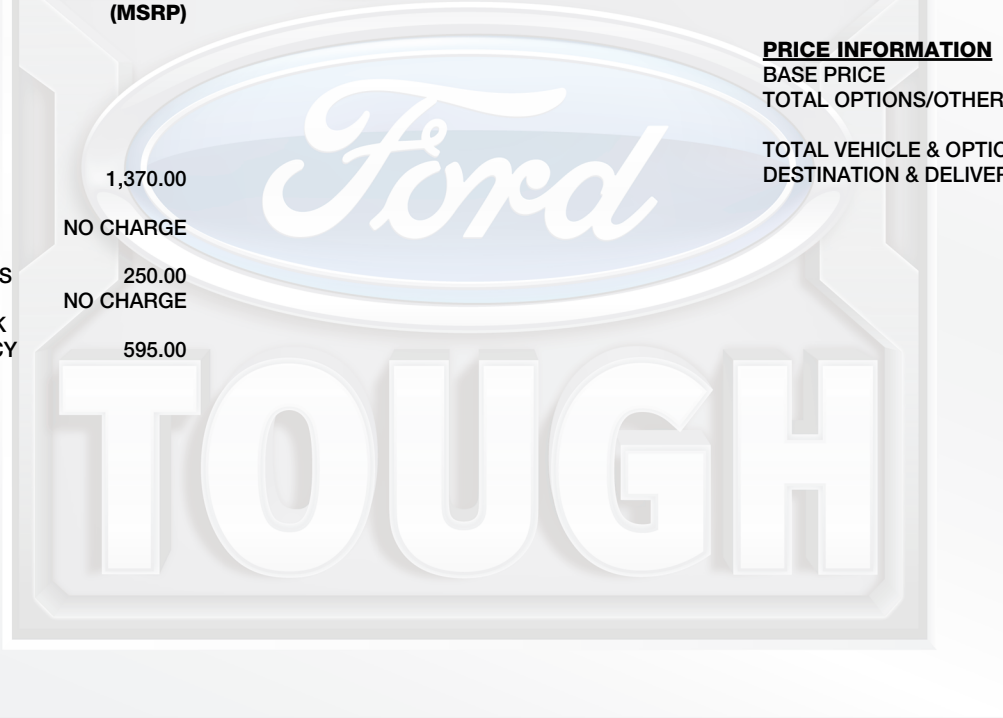 (MSRP)
1,370.00
NO CHARGE
S 250.00
NO CHARGE
K
CY 595.00
PRICE INFORMATION
BASE PRICE
TOTAL OPTIONS/OTHER
TOTAL VEHICLE & OPTIO
DESTINATION & DELIVER
Ford
TOUGH